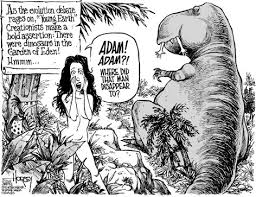 As the evolution debate
rages on, "Young Earth"
Creationists make a
bold assertion: There
were dinosaurs in the
Garden of Eden!
Hmmm...
ADAM!
ADAM?!
WHERE DID
THAT MAN
DISAPPEAR
TO?
HORSEY